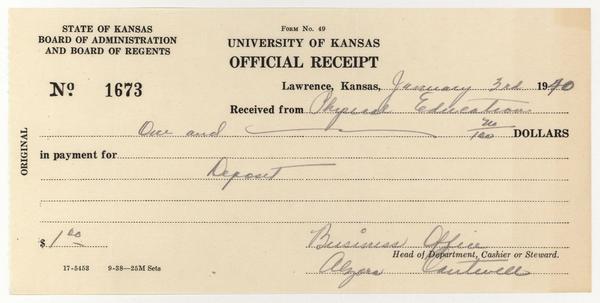 STATE OF KANSAS
BOARD OF ADMINISTRATION
AND BOARD OF REGENTS
Form No. 49
UNIVERSITY OF KANSAS
OFFICIAL RECEIPT
No 1673
Lawrence, Kansas, January 3rd 1940
Received from Physical Education
One and no/100 DOLLARS
in payment for
Deposit
ORIGINAL
$ 1.00
Business Office
Head of Department, Cashier or Steward.
17-5453 9-38—25M Sets
Cantwell